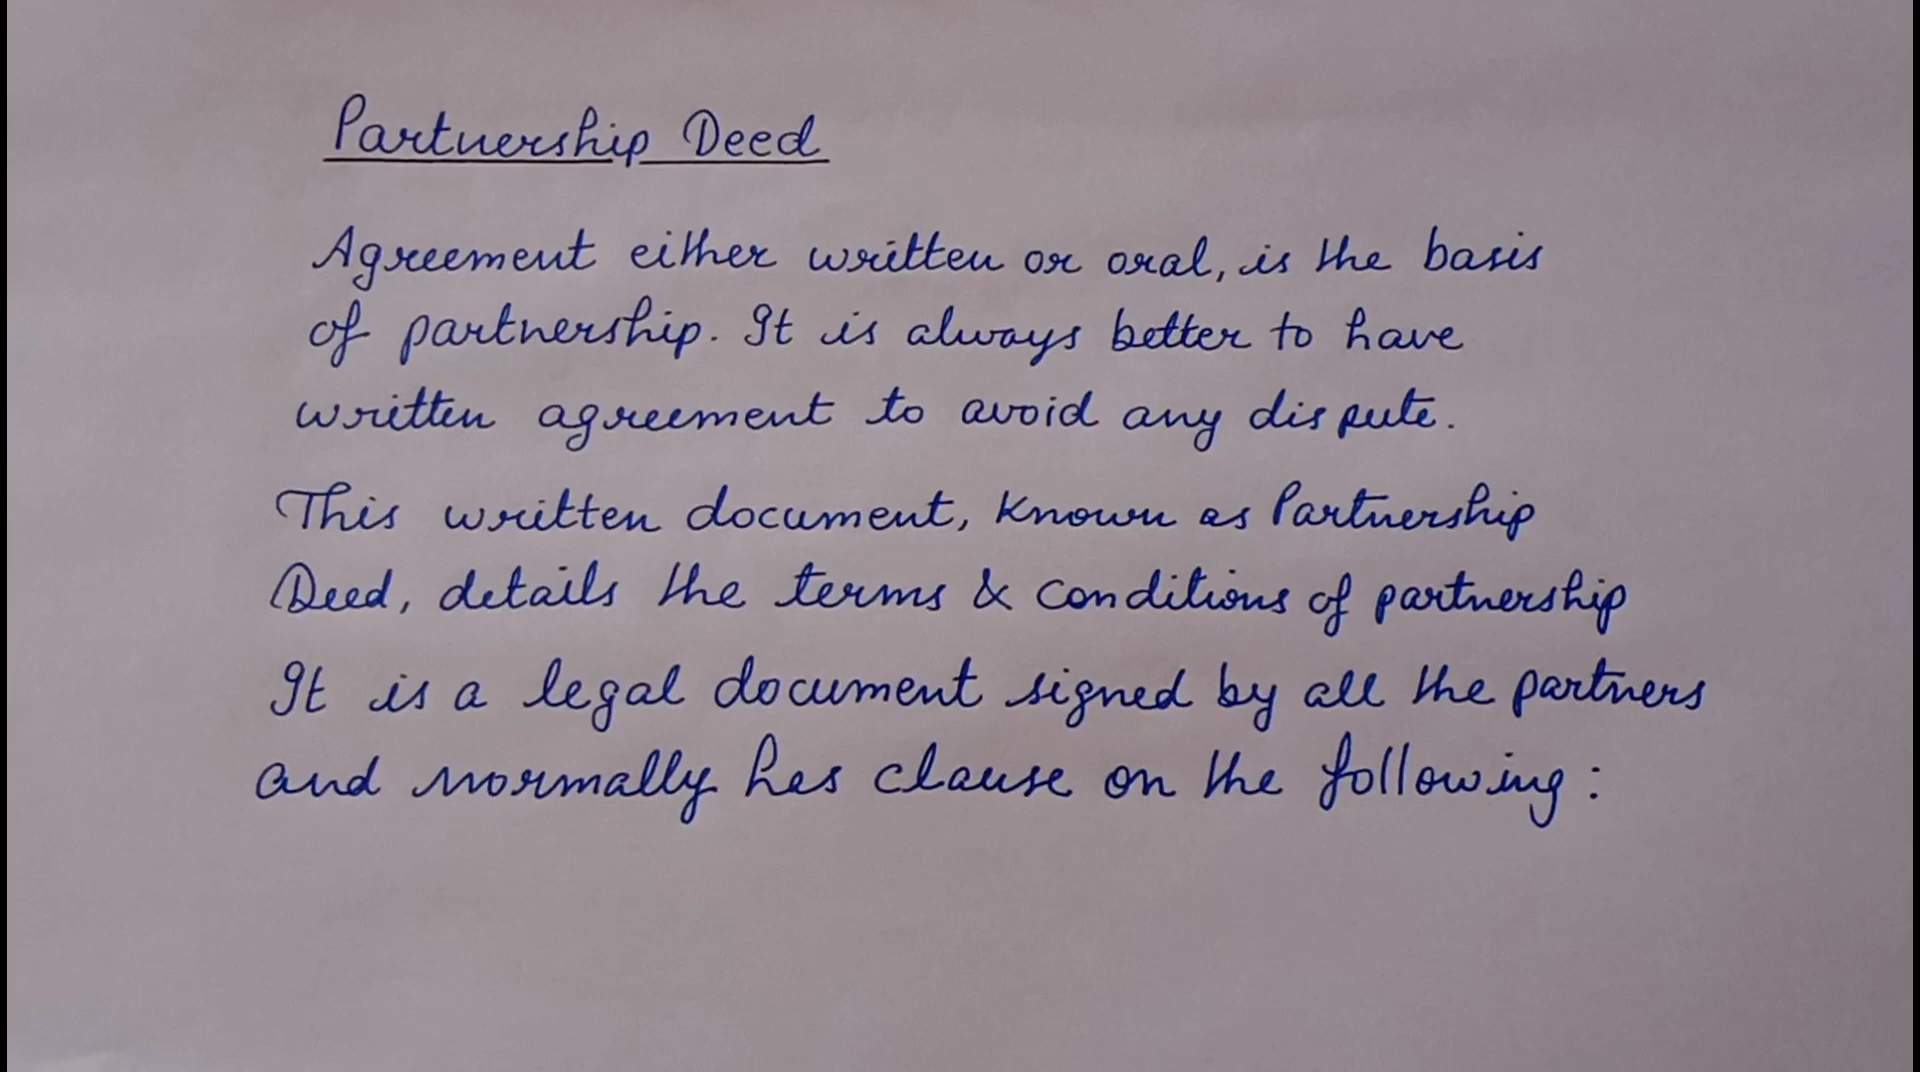 Partnership Deed
Agreement either written or oral, is the basis
of partnership. It is always better to have
written agreement to avoid any dispute.
This written document, known as Partnership
Deed, details the terms & conditions of partnership
It is a legal document signed by all the partners
and normally has clause on the following: